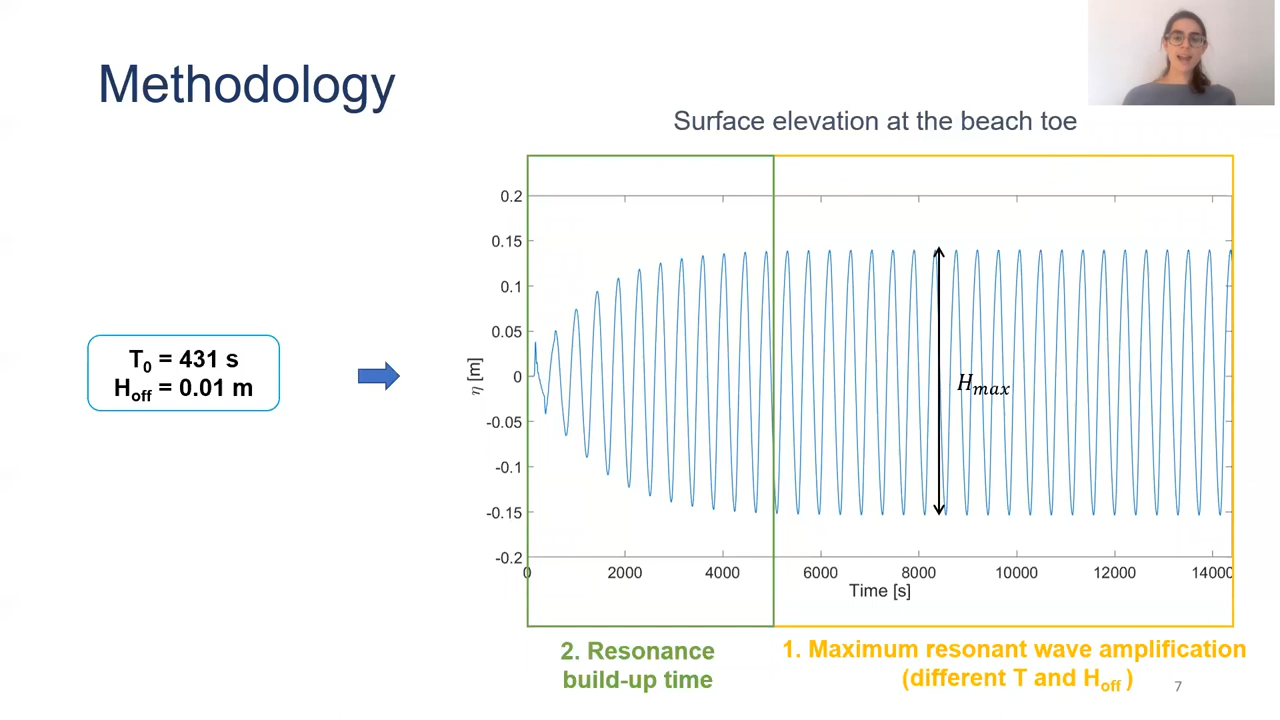 Methodology
Surface elevation at the beach toe
T0 = 431 s
Hoff = 0.01 m
η [m]
0.2
0.15
0.1
0.05
0
-0.05
-0.1
-0.15
-0.2
Hmax
0 2000 4000 6000 8000 10000 12000 14000
Time [s]
2. Resonance
build-up time
1. Maximum resonant wave amplification
(different T and Hoff )
7